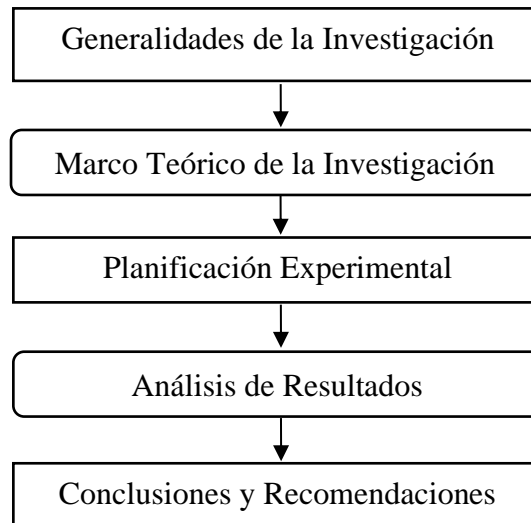 Generalidades de la Investigación
Marco Teórico de la Investigación
Planificación Experimental
Análisis de Resultados
Conclusiones y Recomendaciones